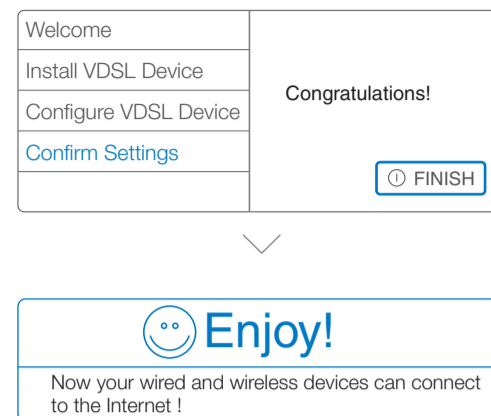 Welcome
Install VDSL Device
Configure VDSL Device
Confirm Settings
Congratulations!
FINISH
Enjoy!
Now your wired and wireless devices can connect
to the Internet !